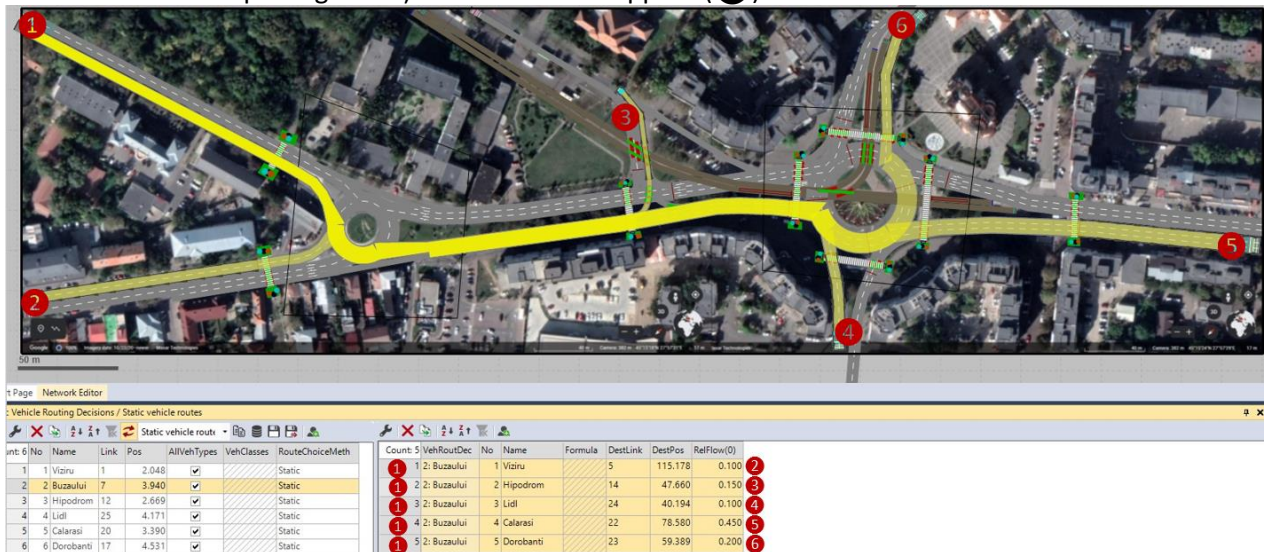 1
6
3
5
2
4
50 m
rt Page Network Editor
: Vehicle Routing Decisions / Static vehicle routes
Static vehicle route
unt: 6 No Name Link Pos AllVehTypes VehClasses RouteChoiceMeth
1 1 Viziru 1 2.048 Static
2 2 Buzaului 7 3.940 Static
3 3 Hipodrom 12 2.669 Static
4 4 Lidl 25 4.171 Static
5 5 Calarasi 20 3.390 Static
6 6 Dorobanti 17 4.531 Static
Count: 5 VehRoutDec No Name Formula DestLink DestPos RelFlow(0)
1 1 2: Buzaului 1 Viziru 5 115.178 0.100 2
1 2 2: Buzaului 2 Hipodrom 14 47.660 0.150 3
1 3 2: Buzaului 3 Lidl 24 40.194 0.100 4
1 4 2: Buzaului 4 Calarasi 22 78.580 0.450 5
1 5 2: Buzaului 5 Dorobanti 23 59.389 0.200 6